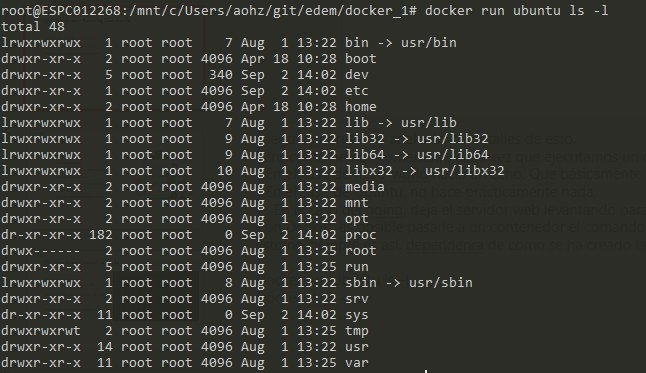 root@ESPC012268:/mnt/c/Users/aohz/git/edem/docker_1# docker run ubuntu ls -l
total 48
lrwxrwxrwx   1 root root    7 Aug  1 13:22 bin -> usr/bin
drwxr-xr-x   2 root root 4096 Apr 18 10:28 boot
drwxr-xr-x   5 root root  340 Sep  2 14:02 dev
drwxr-xr-x   1 root root 4096 Sep  2 14:02 etc
drwxr-xr-x   2 root root 4096 Apr 18 10:28 home
lrwxrwxrwx   1 root root    7 Aug  1 13:22 lib -> usr/lib
lrwxrwxrwx   1 root root    9 Aug  1 13:22 lib32 -> usr/lib32
lrwxrwxrwx   1 root root    9 Aug  1 13:22 lib64 -> usr/lib64
lrwxrwxrwx   1 root root   10 Aug  1 13:22 libx32 -> usr/libx32
drwxr-xr-x   2 root root 4096 Aug  1 13:22 media
drwxr-xr-x   2 root root 4096 Aug  1 13:22 mnt
drwxr-xr-x   2 root root 4096 Aug  1 13:22 opt
dr-xr-xr-x 182 root root    0 Sep  2 14:02 proc
drwx------   2 root root 4096 Aug  1 13:25 root
drwxr-xr-x   5 root root 4096 Aug  1 13:25 run
lrwxrwxrwx   1 root root    8 Aug  1 13:22 sbin -> usr/sbin
drwxr-xr-x   2 root root 4096 Aug  1 13:22 srv
dr-xr-xr-x  11 root root    0 Sep  2 14:02 sys
drwxrwxrwt   2 root root 4096 Aug  1 13:25 tmp
drwxr-xr-x  14 root root 4096 Aug  1 13:22 usr
drwxr-xr-x  11 root root 4096 Aug  1 13:25 var